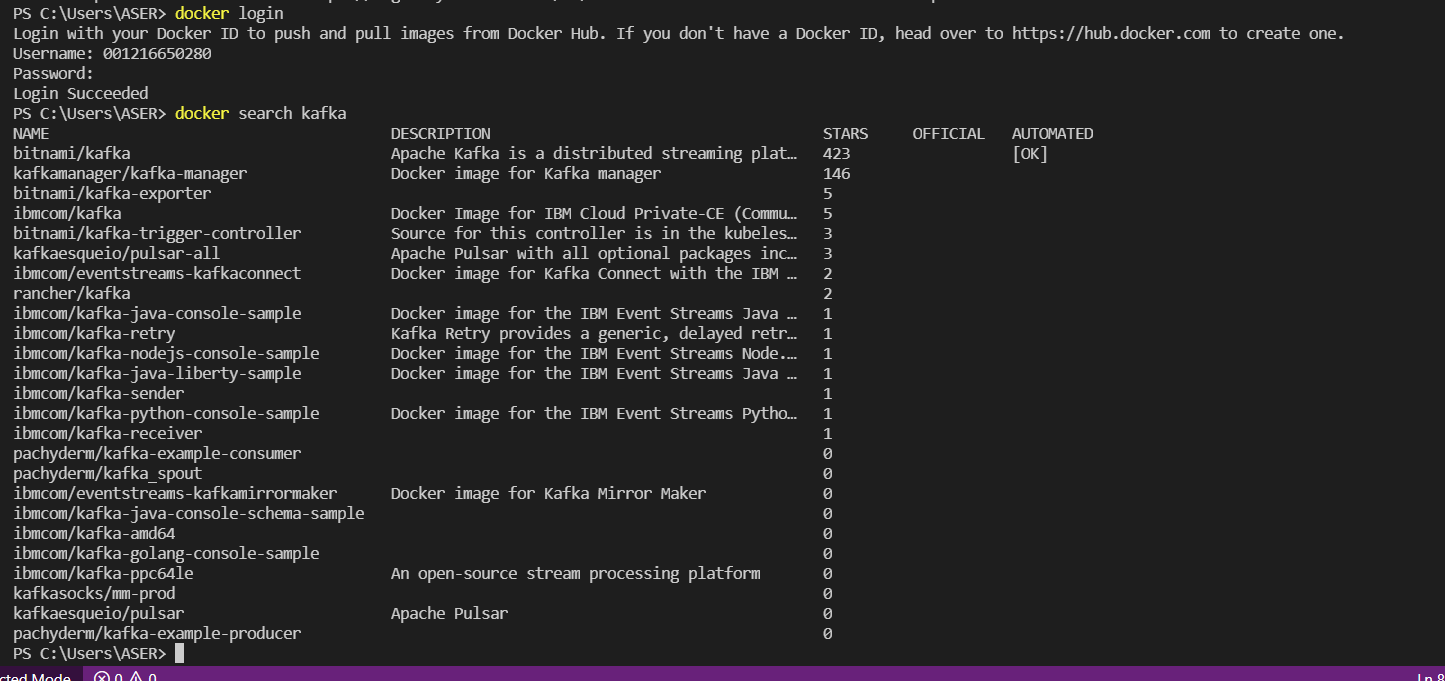 PS C:\Users\ASER> docker login
Login with your Docker ID to push and pull images from Docker Hub. If you don't have a Docker ID, head over to https://hub.docker.com to create one.
Username: 001216650280
Password:
Login Succeeded
PS C:\Users\ASER> docker search kafka
NAME DESCRIPTION STARS OFFICIAL AUTOMATED
bitnami/kafka Apache Kafka is a distributed streaming plat… 423 [OK]
kafkamanager/kafka-manager Docker image for Kafka manager 146
bitnami/kafka-exporter 5
ibmcom/kafka Docker Image for IBM Cloud Private-CE (Commu… 5
bitnami/kafka-trigger-controller Source for this controller is in the kubeles… 3
kafkaesqueio/pulsar-all Apache Pulsar with all optional packages inc… 3
ibmcom/eventstreams-kafkaconnect Docker image for Kafka Connect with the IBM … 2
rancher/kafka 2
ibmcom/kafka-java-console-sample Docker image for the IBM Event Streams Java … 1
ibmcom/kafka-retry Kafka Retry provides a generic, delayed retr… 1
ibmcom/kafka-nodejs-console-sample Docker image for the IBM Event Streams Node.… 1
ibmcom/kafka-java-liberty-sample Docker image for the IBM Event Streams Java … 1
ibmcom/kafka-sender 1
ibmcom/kafka-python-console-sample Docker image for the IBM Event Streams Pytho… 1
ibmcom/kafka-receiver 1
pachyderm/kafka-example-consumer 0
pachyderm/kafka_spout 0
ibmcom/eventstreams-kafkamirrormaker Docker image for Kafka Mirror Maker 0
ibmcom/kafka-java-console-schema-sample 0
ibmcom/kafka-amd64 0
ibmcom/kafka-golang-console-sample 0
ibmcom/kafka-ppc64le An open-source stream processing platform 0
kafkasocks/mm-prod 0
kafkaesqueio/pulsar Apache Pulsar 0
pachyderm/kafka-example-producer 0
PS C:\Users\ASER>
cted Mode 0 0 Ln 8